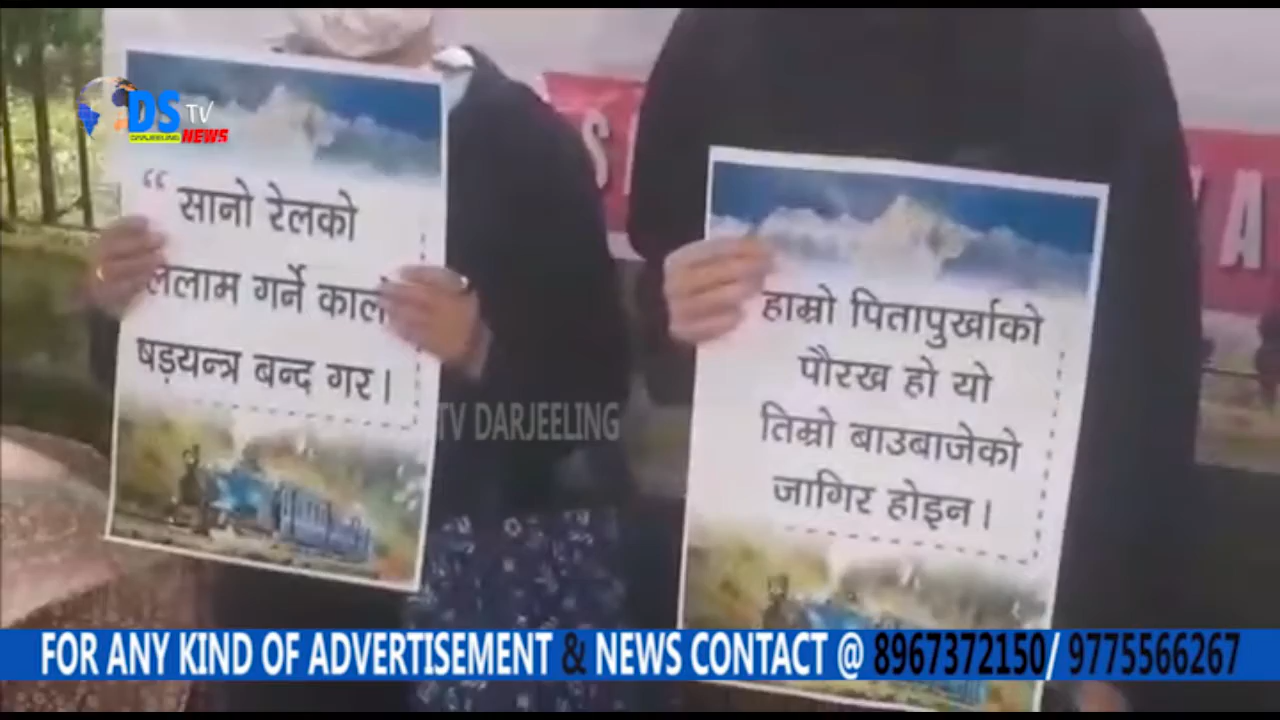 DS TV
DARJEELING NEWS
“ सानो रेलको
लिलाम गर्ने
षड़यन्त्र बन्द गर।
हाम्रो पितापुर्खाको
पौरख हो यो
तिम्रो बाउबाजेको
जागिर होइन।
TV DARJEELING
FOR ANY KIND OF ADVERTISEMENT & NEWS CONTACT @ 8967372150/ 9775566267